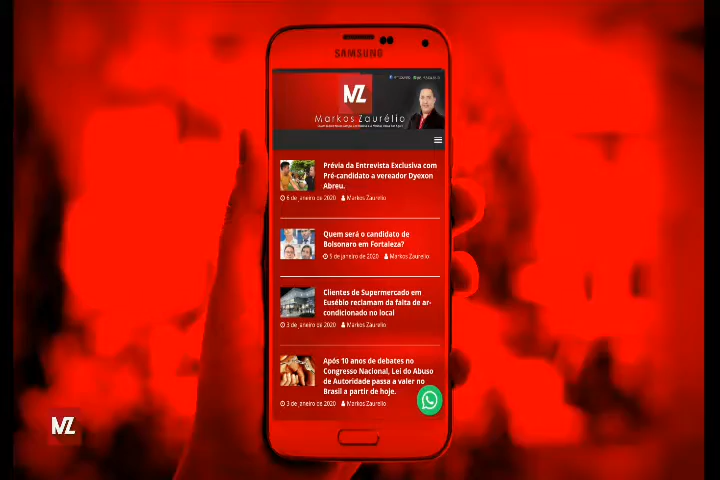 SAMSUNG
MZ
Markos Zaurélio
Prévia da Entrevista Exclusiva com
Pré-candidato a vereador Dyexon
Abreu.
6 de janeiro de 2020 Markos Zaurelio
Quem será o candidato de
Bolsonaro em Fortaleza?
5 de janeiro de 2020 Markos Zaurelio
Clientes de Supermercado em
Eusébio reclamam da falta de ar-
condicionado no local
3 de janeiro de 2020 Markos Zaurelio
Após 10 anos de debates no
Congresso Nacional, Lei do Abuso
de Autoridade passa a valer no
Brasil a partir de hoje.
3 de janeiro de 2020 Markos Zaurelio
MZ